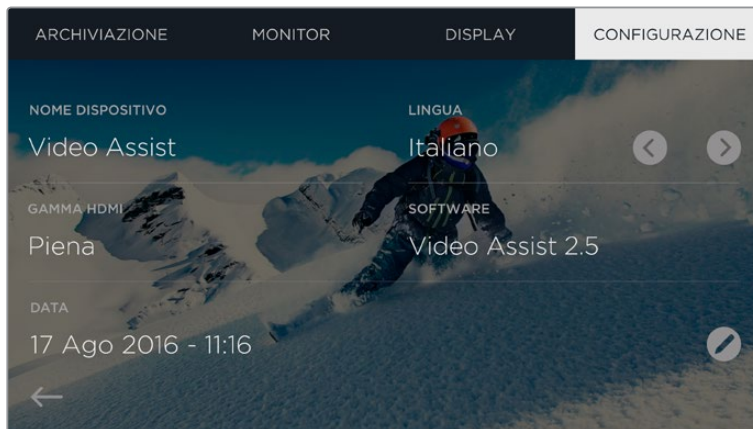 ARCHIVIAZIONE MONITOR DISPLAY CONFIGURAZIONE
NOME DISPOSITIVO LINGUA
Video Assist Italiano
GAMMA HDMI SOFTWARE
Piena Video Assist 2.5
DATA
17 Ago 2016 - 11:16